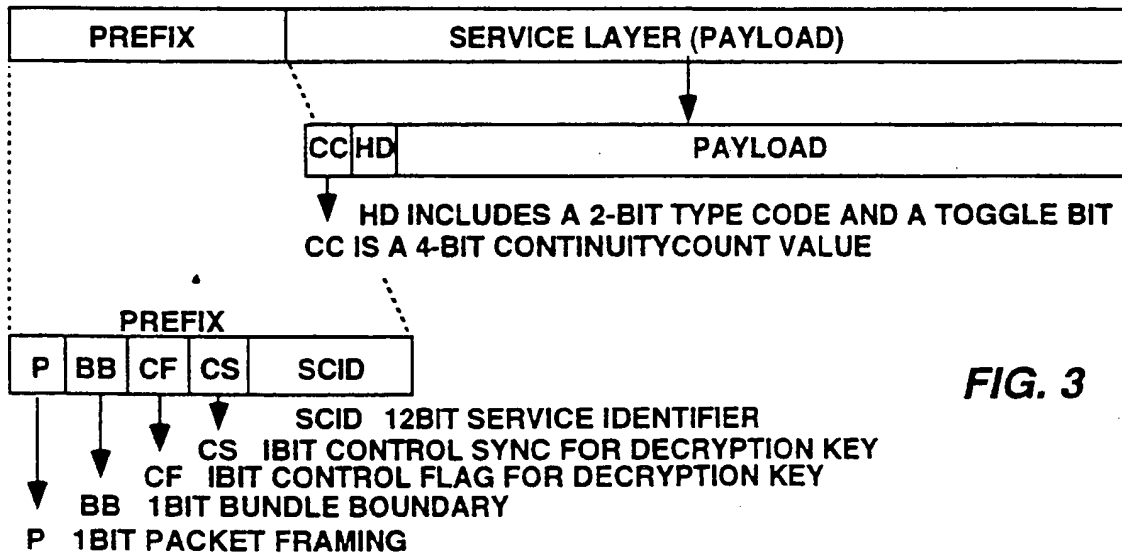 PREFIX SERVICE LAYER (PAYLOAD)
CC HD PAYLOAD
HD INCLUDES A 2-BIT TYPE CODE AND A TOGGLE BIT
CC IS A 4-BIT CONTINUITYCOUNT VALUE
PREFIX
P BB CF CS SCID
FIG. 3
SCID 12BIT SERVICE IDENTIFIER
CS IBIT CONTROL SYNC FOR DECRYPTION KEY
CF IBIT CONTROL FLAG FOR DECRYPTION KEY
BB 1BIT BUNDLE BOUNDARY
P 1BIT PACKET FRAMING